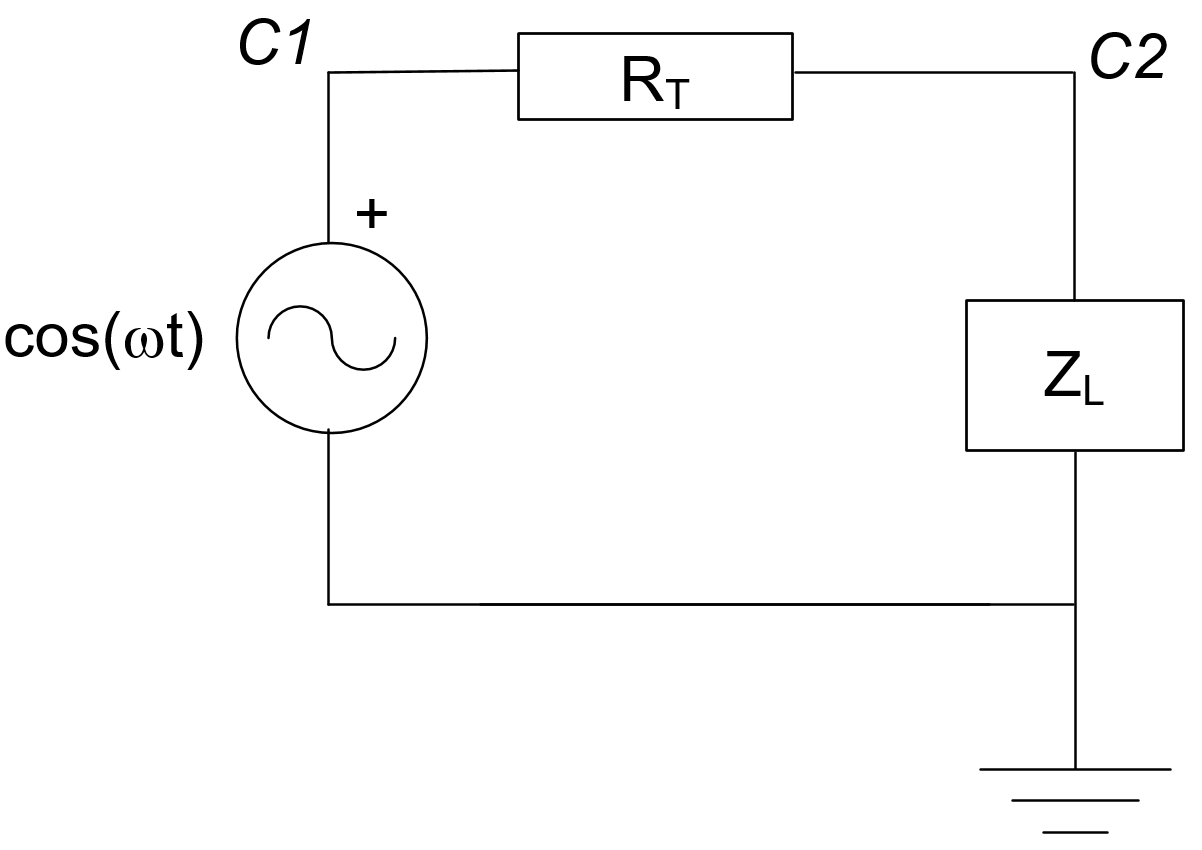 C1
R_T
C2
+
cos(ωt)
Z_L